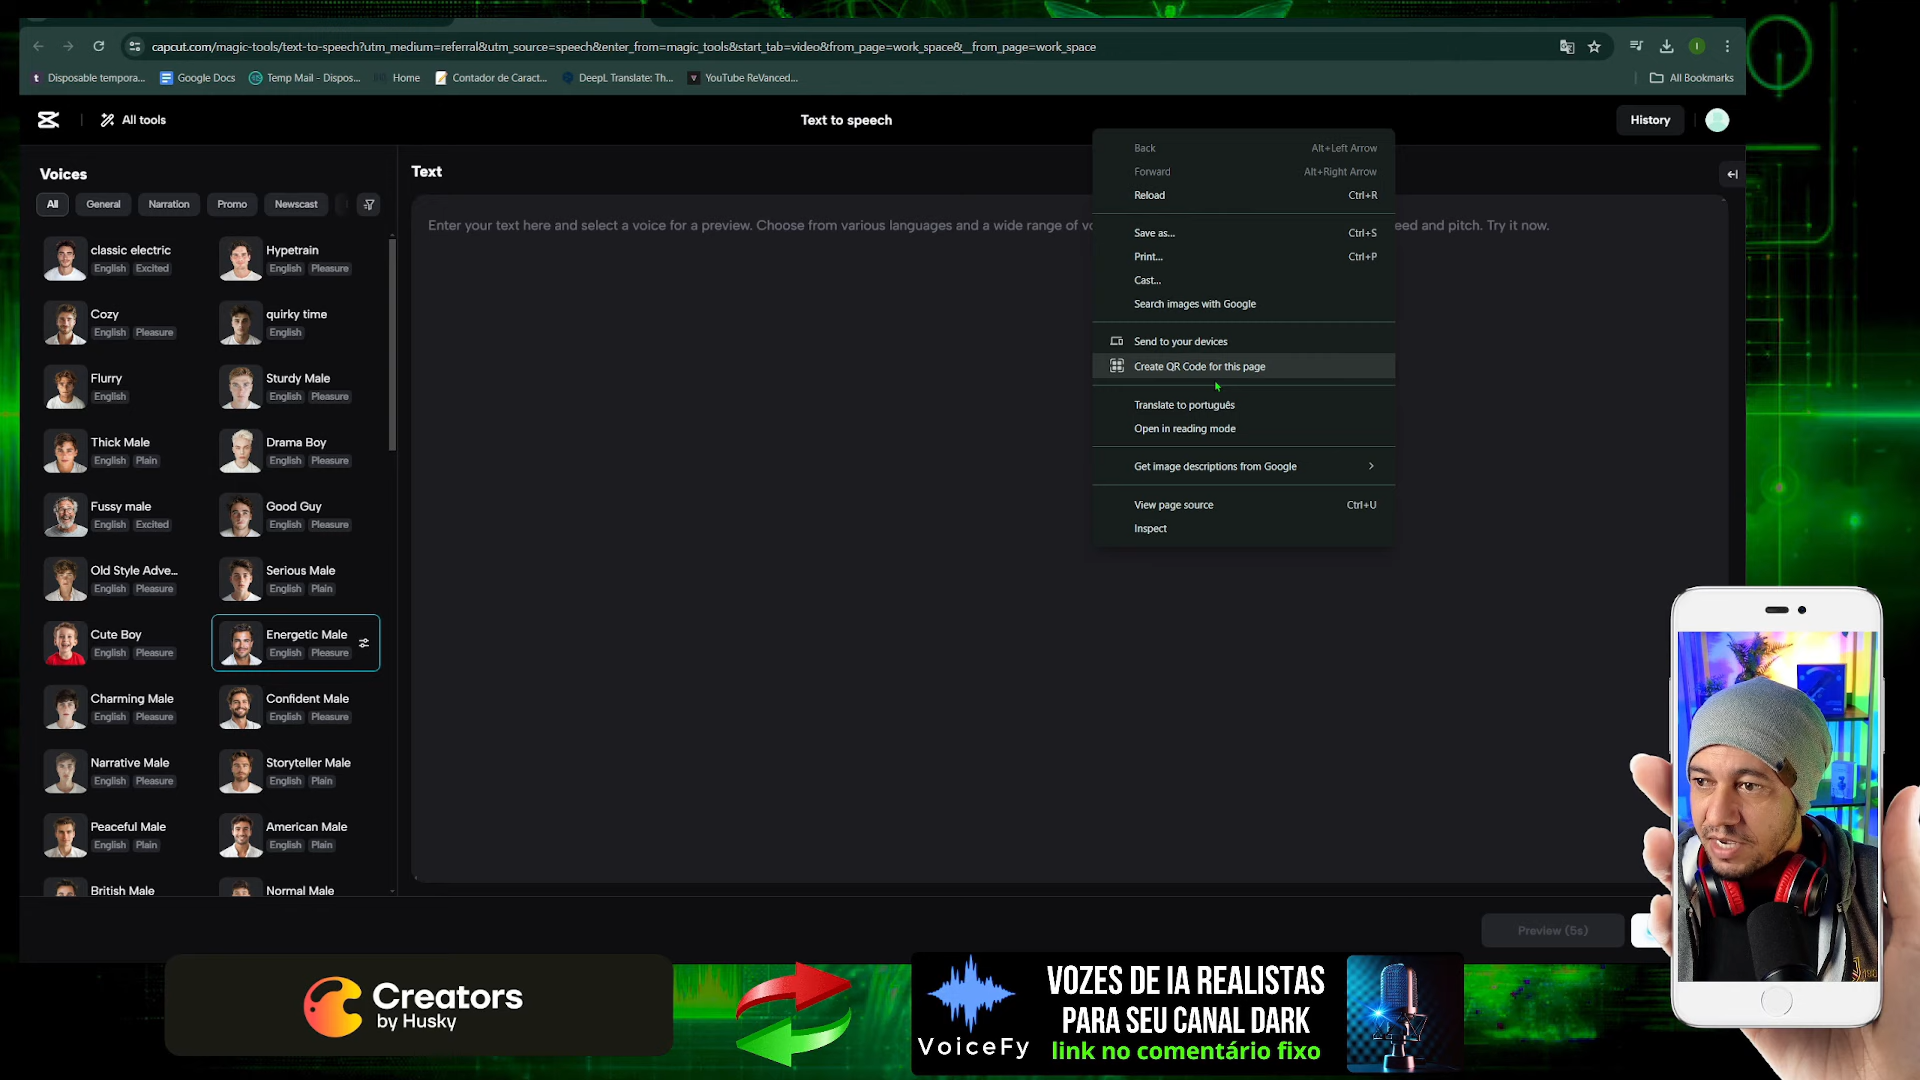 capcut.com/magic-tools/text-to-speech?utm_medium=referral&utm_source=speech&enter_from=magic_tools&start_tab=video&from_page=work_space&__from_page=work_space
Disposable tempora...
Google Docs
Temp Mail - Dispos...
Home
Contador de Caract...
DeepL Translate: Th...
YouTube ReVanced...
All Bookmarks
All tools
Text to speech
History
Voices
All
General
Narration
Promo
Newscast
classic electric
English Excited
Hypetrain
English Pleasure
Cozy
English Pleasure
quirky time
English
Flurry
English
Sturdy Male
English Pleasure
Thick Male
English Plain
Drama Boy
English Pleasure
Fussy male
English Excited
Good Guy
English Pleasure
Old Style Adve...
English Pleasure
Serious Male
English Plain
Cute Boy
English Pleasure
Energetic Male
English Pleasure
Charming Male
English Pleasure
Confident Male
English Pleasure
Narrative Male
English Pleasure
Storyteller Male
English Plain
Peaceful Male
English Plain
American Male
English Plain
British Male
Normal Male
Text
Enter your text here and select a voice for a preview. Choose from various languages and a wide range of vo
eed and pitch. Try it now.
Back Alt+Left Arrow
Forward Alt+Right Arrow
Reload Ctrl+R
Save as... Ctrl+S
Print... Ctrl+P
Cast...
Search images with Google
Send to your devices
Create QR Code for this page
Translate to português
Open in reading mode
Get image descriptions from Google
View page source Ctrl+U
Inspect
Preview (5s)
Creators
by Husky
VoiceFy
VOZES DE IA REALISTAS
PARA SEU CANAL DARK
link no comentário fixo